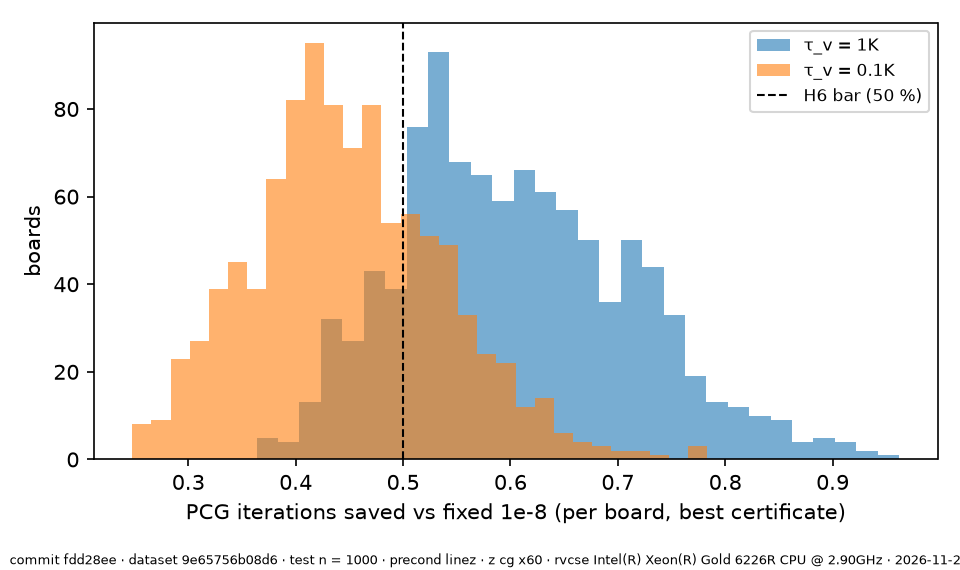 τ_v = 1K
τ_v = 0.1K
H6 bar (50 %)
boards
80
60
40
20
0
0.3 0.4 0.5 0.6 0.7 0.8 0.9
PCG iterations saved vs fixed 1e-8 (per board, best certificate)
commit fdd28ee · dataset 9e65756b08d6 · test n = 1000 · precond linez · z cg x60 · rvcse Intel(R) Xeon(R) Gold 6226R CPU @ 2.90GHz · 2026-11-2